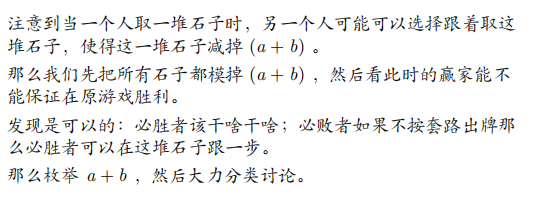 注意到当一个人取一堆石子时，另一个人可能可以选择跟着取这
堆石子，使得这一堆石子减掉 (a + b) 。
那么我们先把所有石子都模掉 (a + b) ，然后看此时的赢家能不
能保证在原游戏胜利。
发现是可以的：必胜者该干啥干啥；必败者如果不按套路出牌那
么必胜者可以在这堆石子跟一步。
那么枚举 a + b ，然后大力分类讨论。